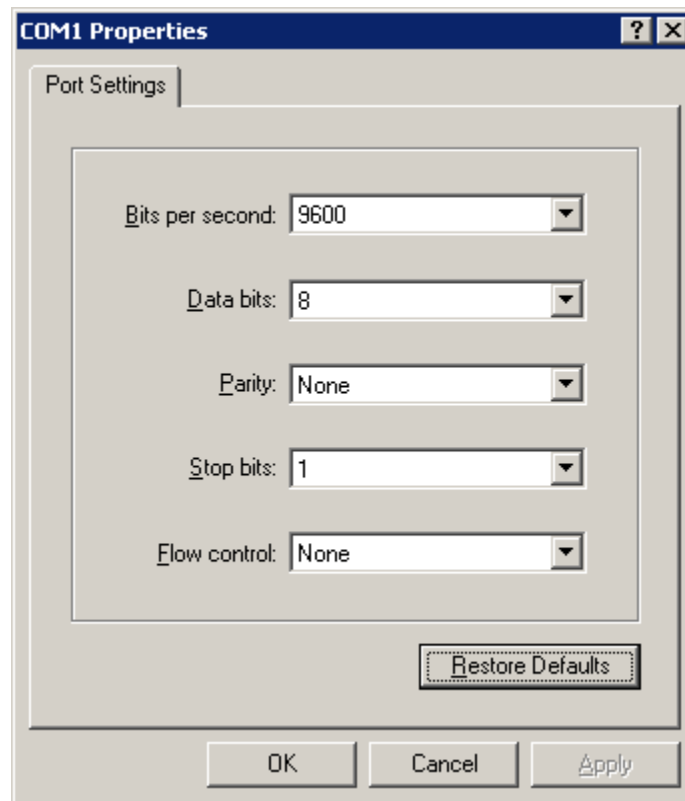 COM1 Properties
Port Settings
Bits per second: 9600
Data bits: 8
Parity: None
Stop bits: 1
Flow control: None
Restore Defaults
OK Cancel Apply